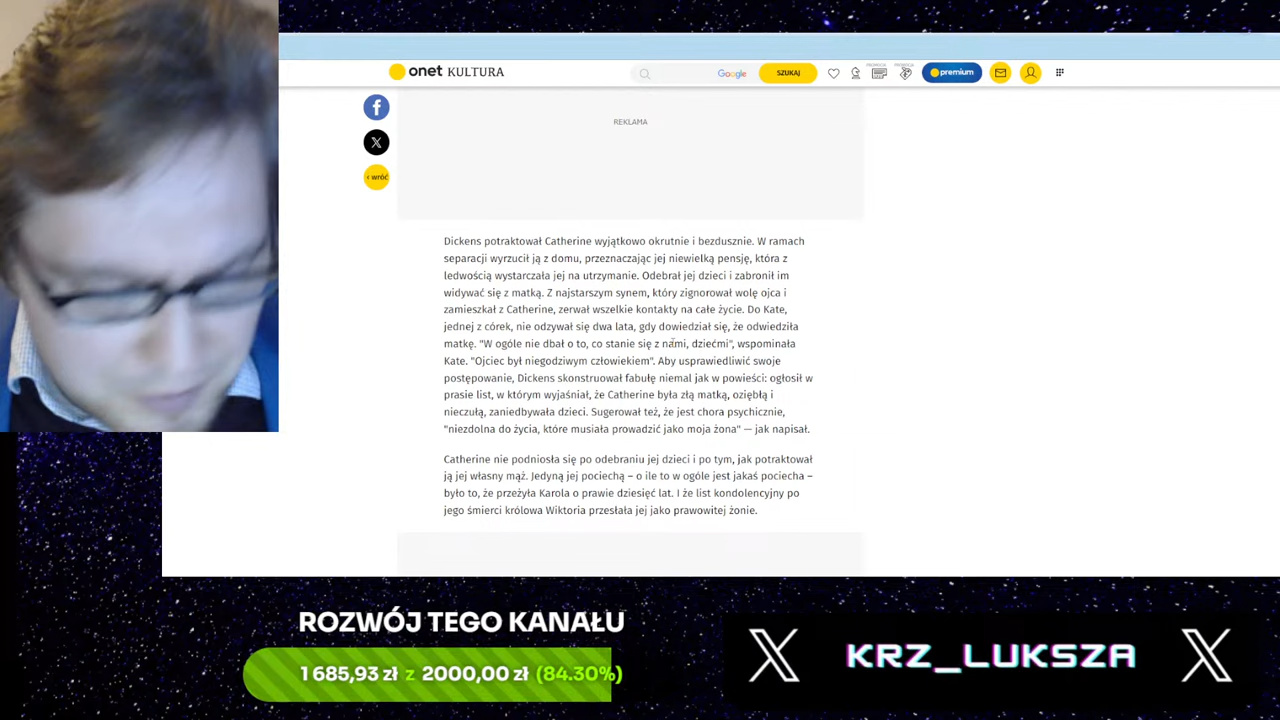 onet KULTURA
Google
SZUKAJ
PROMOCJA
PROMOCJA
premium
‹ wróć
REKLAMA
Dickens potraktował Catherine wyjątkowo okrutnie i bezdusznie. W ramach
separacji wyrzucił ją z domu, przeznaczając jej niewielką pensję, która z
ledwością wystarczała jej na utrzymanie. Odebrał jej dzieci i zabronił im
widywać się z matką. Z najstarszym synem, który zignorował wolę ojca i
zamieszkał z Catherine, zerwał wszelkie kontakty na całe życie. Do Kate,
jednej z córek, nie odzywał się dwa lata, gdy dowiedział się, że odwiedziła
matkę. "W ogóle nie dbał o to, co stanie się z nami, dziećmi", wspominała
Kate. "Ojciec był niegodziwym człowiekiem". Aby usprawiedliwić swoje
postępowanie, Dickens skonstruował fabułę niemal jak w powieści: ogłosił w
prasie list, w którym wyjaśniał, że Catherine była złą matką, oziębłą i
nieczułą, zaniedbywała dzieci. Sugerował też, że jest chora psychicznie,
"niezdolna do życia, które musiała prowadzić jako moja żona" — jak napisał.
Catherine nie podniosła się po odebraniu jej dzieci i po tym, jak potraktował
ją jej własny mąż. Jedyną jej pociechą – o ile to w ogóle jest jakaś pociecha –
było to, że przeżyła Karola o prawie dziesięć lat. I że list kondolencyjny po
jego śmierci królowa Wiktoria przesłała jej jako prawowitej żonie.
ROZWÓJ TEGO KANAŁU
1 685,93 zł z 2000,00 zł (84.30%)
X KRZ_LUKSZA X